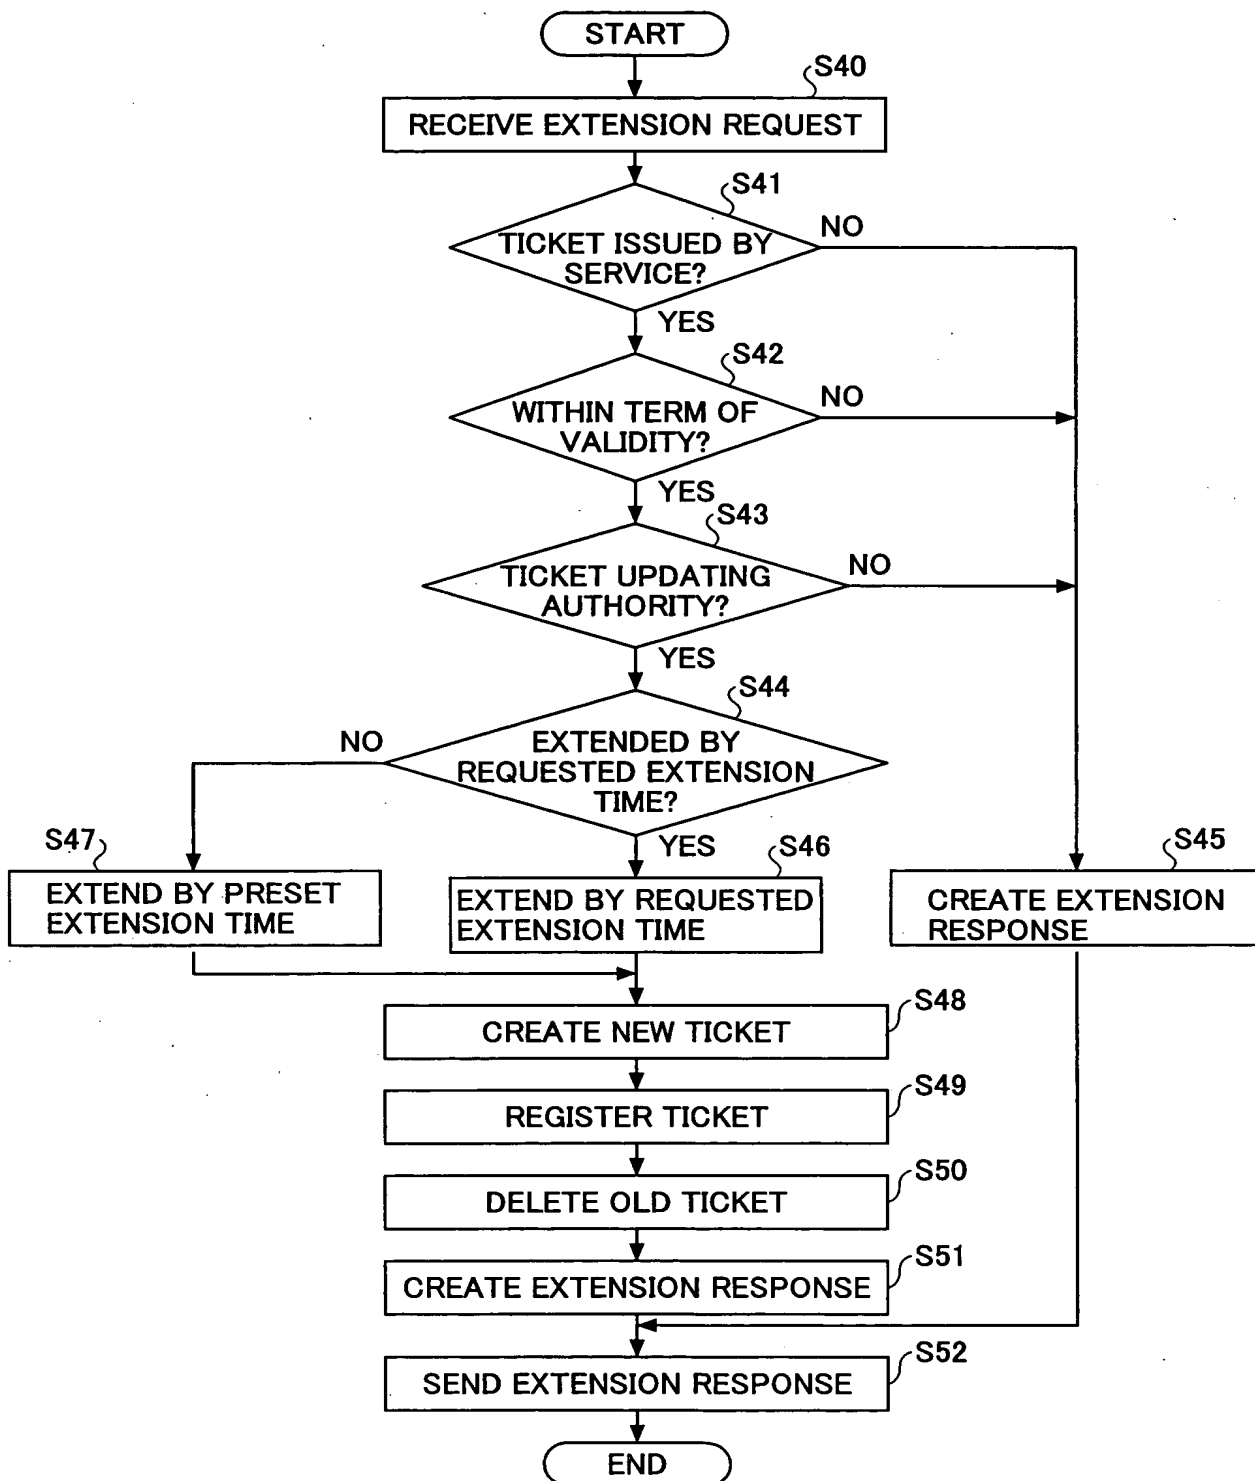 START
S40
RECEIVE EXTENSION REQUEST
S41
NO
TICKET ISSUED BY
SERVICE?
YES
S42
NO
WITHIN TERM OF
VALIDITY?
YES
S43
NO
TICKET UPDATING
AUTHORITY?
YES
S44
NO
EXTENDED BY
REQUESTED EXTENSION
TIME?
YES
S47
EXTEND BY PRESET
EXTENSION TIME
S46
EXTEND BY REQUESTED
EXTENSION TIME
S45
CREATE EXTENSION
RESPONSE
S48
CREATE NEW TICKET
S49
REGISTER TICKET
S50
DELETE OLD TICKET
S51
CREATE EXTENSION RESPONSE
S52
SEND EXTENSION RESPONSE
END